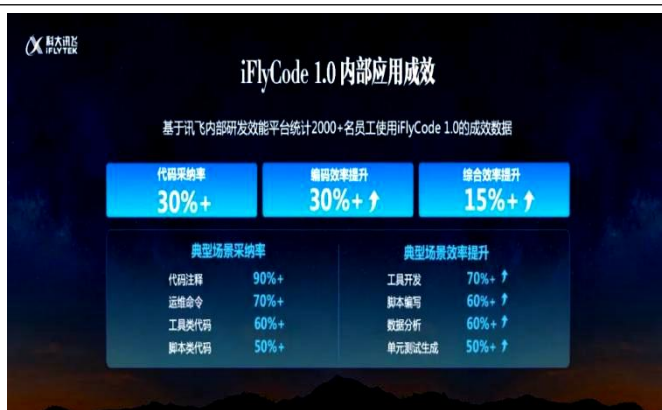 科大讯飞
iFLYTEK
iFlyCode 1.0 内部应用成效
基于讯飞内部研发效能平台统计2000+名员工使用iFlyCode 1.0的成效数据
代码采纳率
30%+
编码效率提升
30%+↑
综合效率提升
15%+↑
典型场景采纳率
代码注释 90%+
运维命令 70%+
工具类代码 60%+
脚本类代码 50%+
典型场景效率提升
工具开发 70%+↑
脚本编写 60%+↑
数据分析 60%+↑
单元测试生成 50%+↑